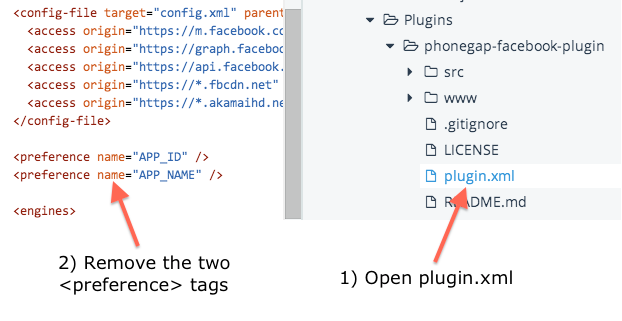 <config-file target="config.xml" parent
<access origin="https://m.facebook.co
<access origin="https://graph.facebook
<access origin="https://api.facebook.
<access origin="https://*.fbcdn.net"
<access origin="https://*.akamaihd.ne
</config-file>
<preference name="APP_ID" />
<preference name="APP_NAME" />
<engines>
2) Remove the two
<preference> tags
Plugins
phonegap-facebook-plugin
src
www
.gitignore
LICENSE
plugin.xml
README.md
1) Open plugin.xml